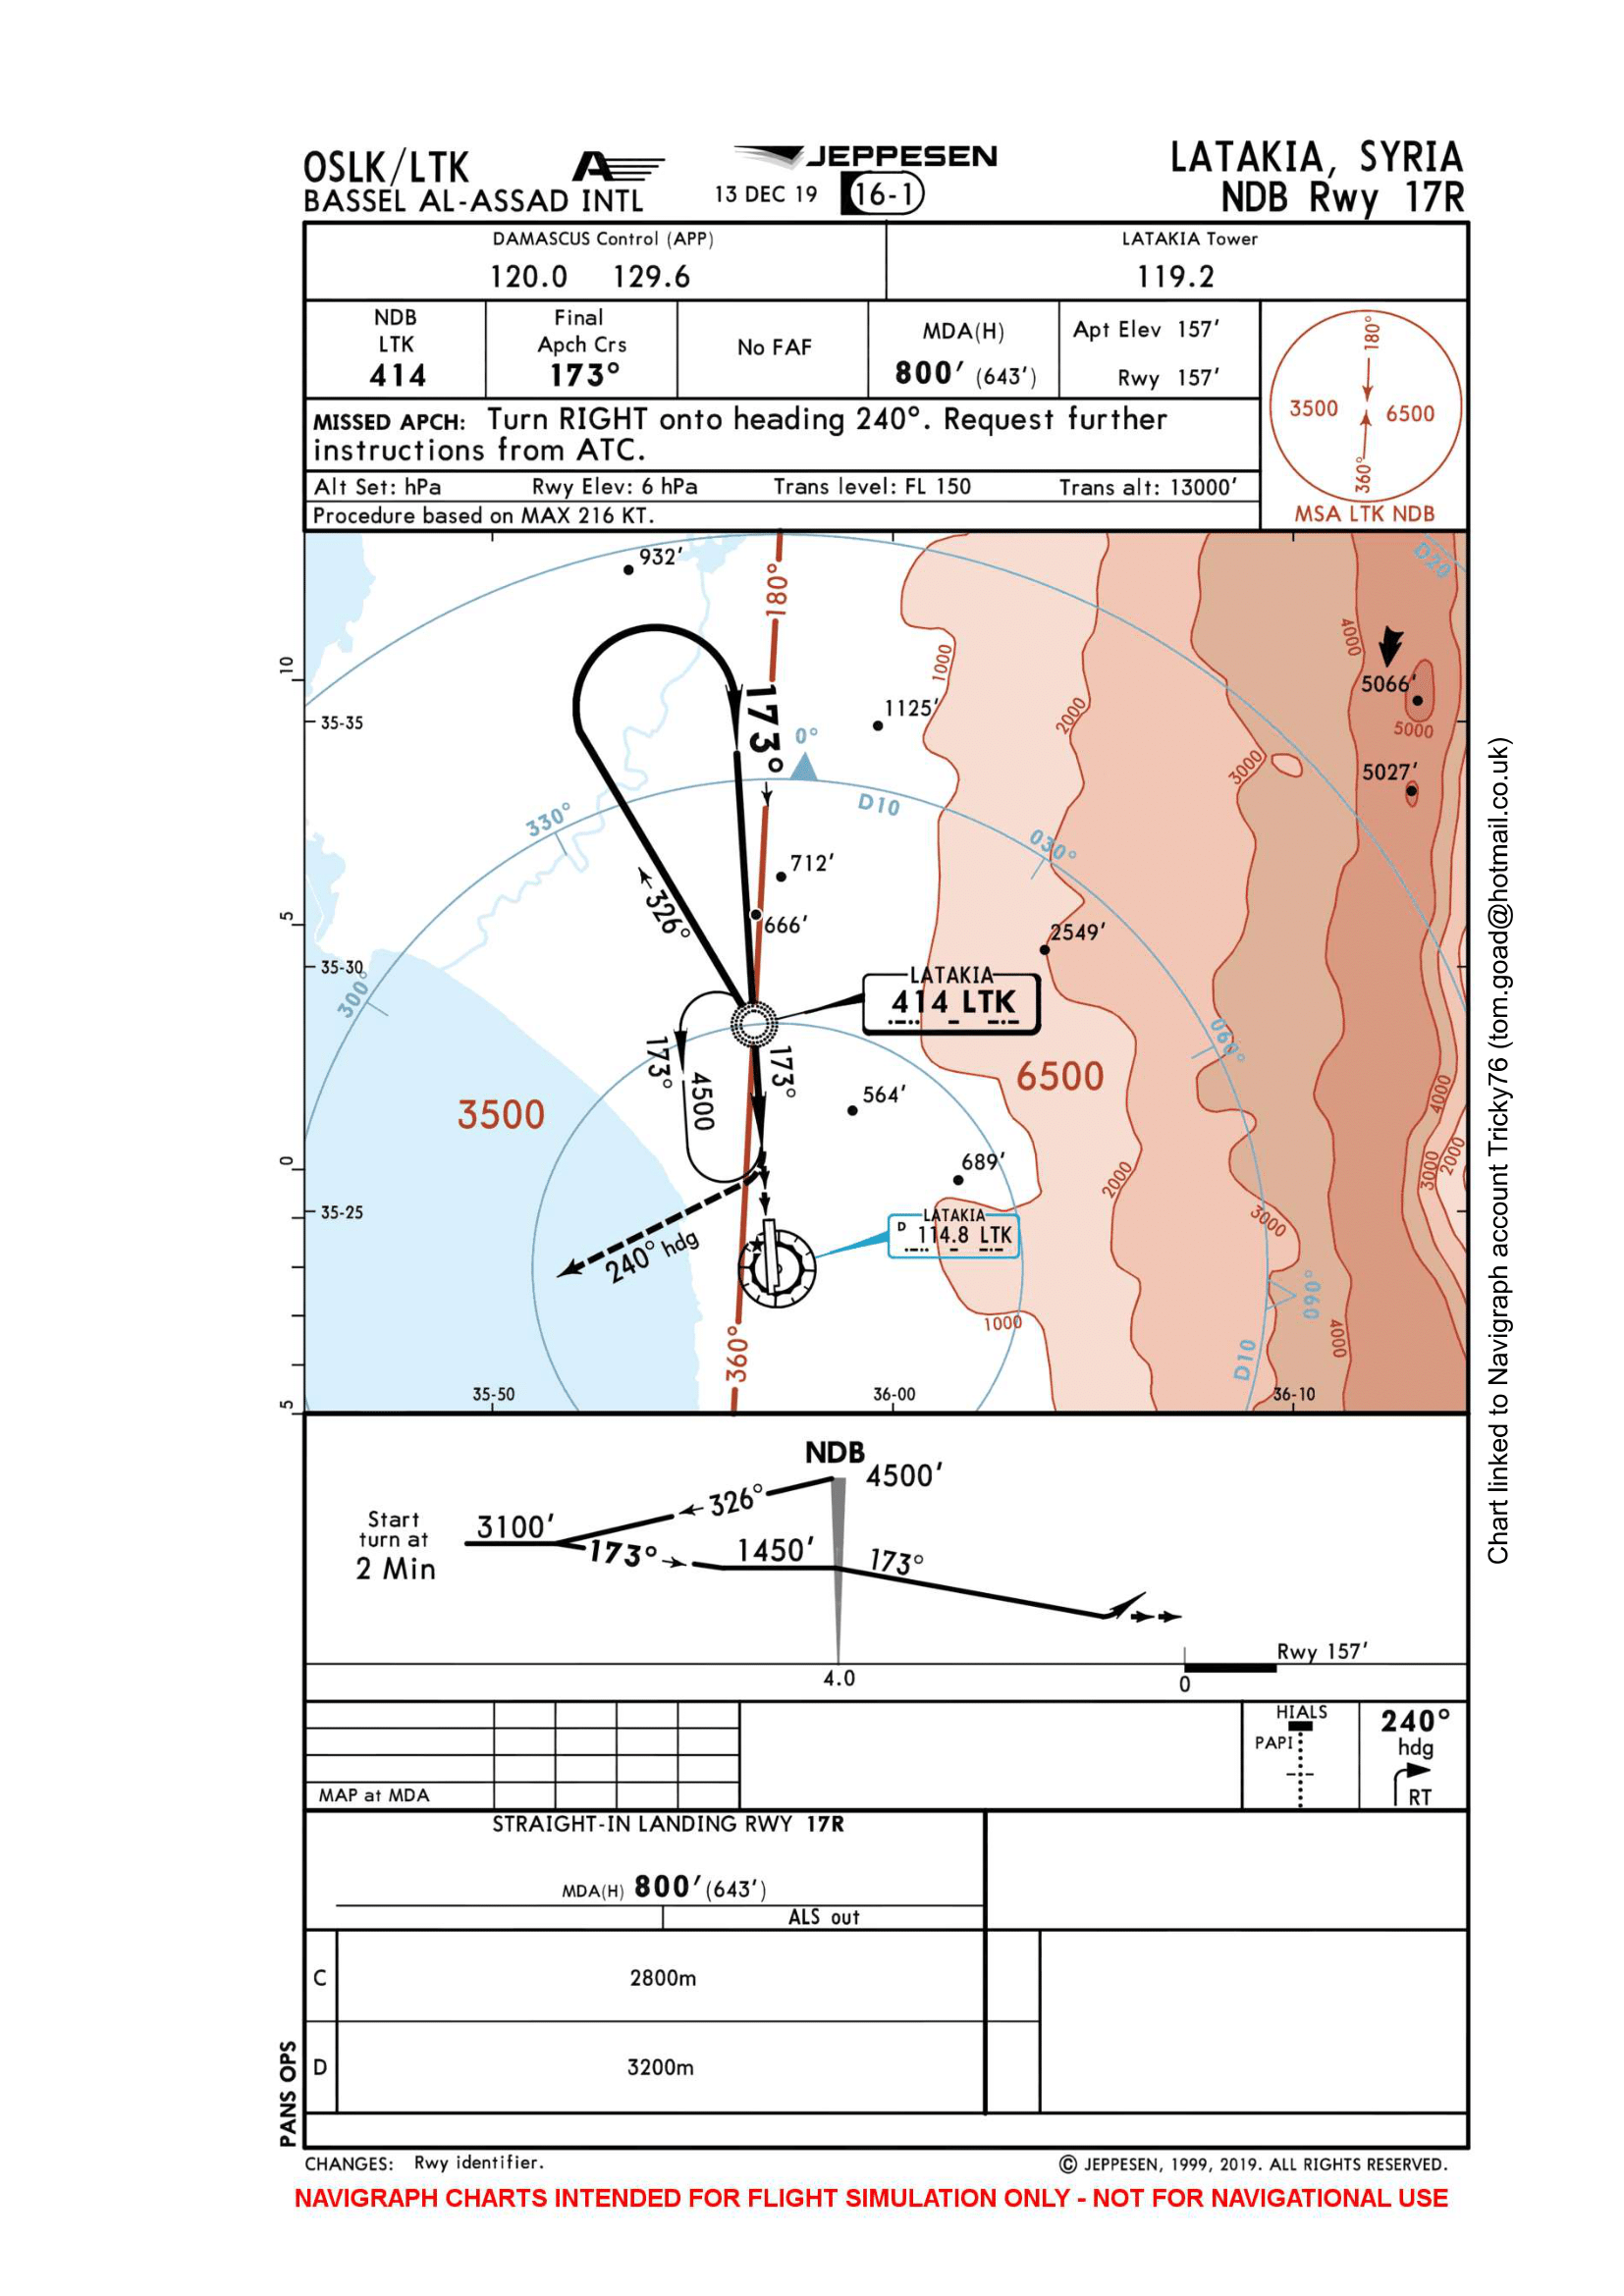 OSLK/LTK
BASSEL AL-ASSAD INTL
JEPPESEN
13 DEC 19
16-1
LATAKIA, SYRIA
NDB Rwy 17R
DAMASCUS Control (APP)
120.0 129.6
LATAKIA Tower
119.2
NDB
LTK
414
Final
Apch Crs
173°
No FAF
MDA(H)
800' (643')
Apt Elev 157'
Rwy 157'
MISSED APCH: Turn RIGHT onto heading 240°. Request further
instructions from ATC.
Alt Set: hPa Rwy Elev: 6 hPa Trans level: FL 150 Trans alt: 13000'
Procedure based on MAX 216 KT.
180°
3500
6500
360°
MSA LTK NDB
932'
180°
D20
10
1000
4000
5066'
35-35
173°
1125'
2000
5000
0°
3000
5027'
330°
D10
030°
712'
326°
5
666'
2549'
35-30
300°
LATAKIA
414 LTK
060°
173°
173°
4500
6500
564'
4000
3500
0
689'
2000
3000
2000
35-25
LATAKIA
D 114.8 LTK
3000
240° hdg
090°
1000
4000
360°
D10
5
35-50
36-00
36-10
NDB
4500'
326°
Start
turn at
2 Min
3100'
173°
1450'
173°
Rwy 157'
4.0
0
MAP at MDA
HIALS
PAPI
240°
hdg
RT
STRAIGHT-IN LANDING RWY 17R
MDA(H) 800' (643')
ALS out
C
2800m
D
3200m
PANS OPS
CHANGES: Rwy identifier.
© JEPPESEN, 1999, 2019. ALL RIGHTS RESERVED.
NAVIGRAPH CHARTS INTENDED FOR FLIGHT SIMULATION ONLY - NOT FOR NAVIGATIONAL USE
Chart linked to Navigraph account Tricky76 (tom.goad@hotmail.co.uk)